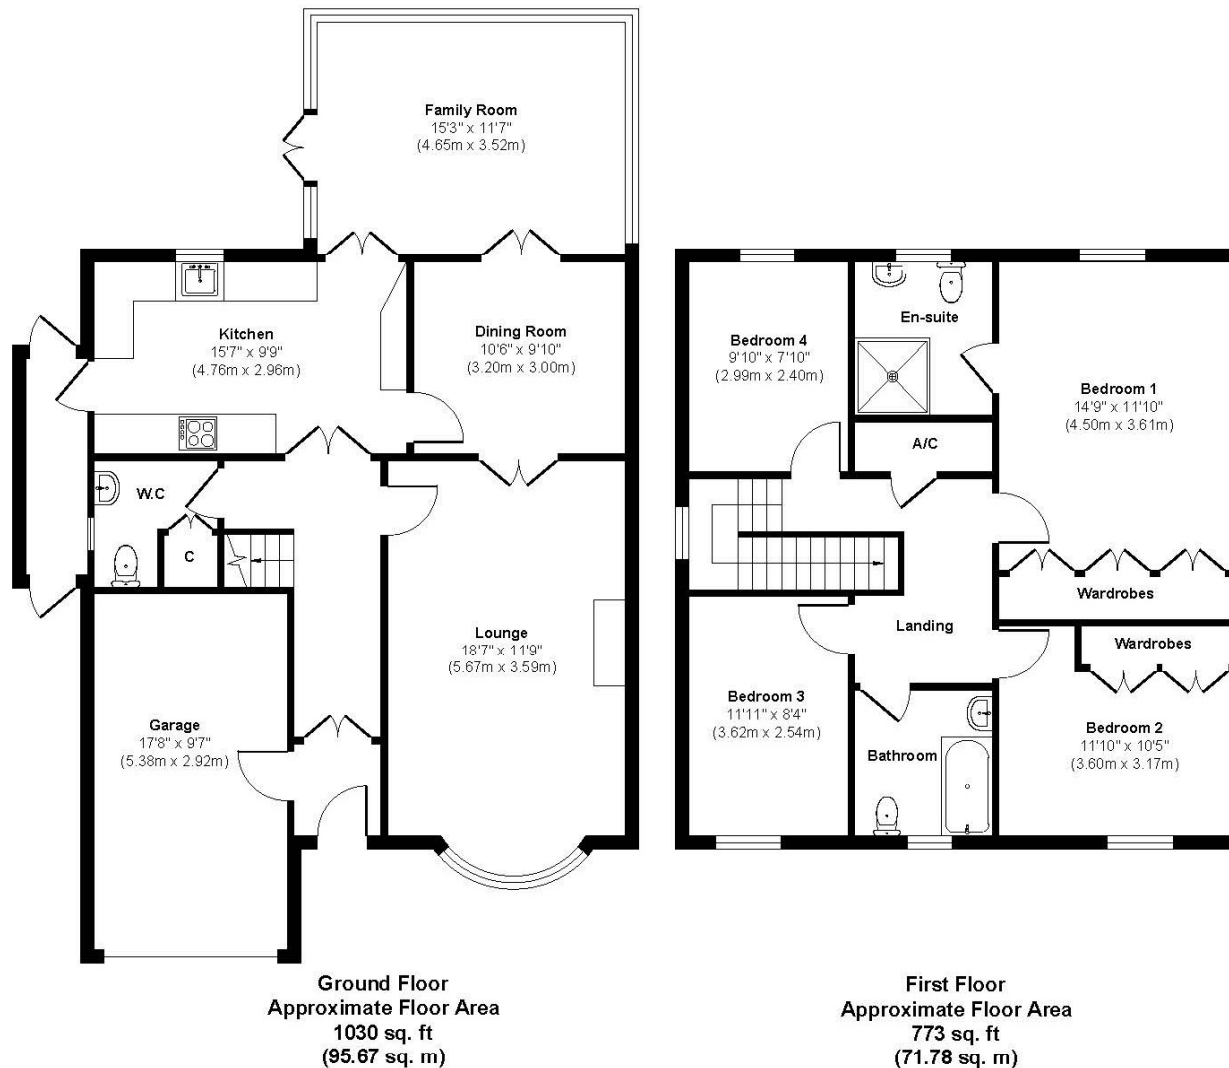 Family Room
15'3" x 11'7"
(4.65m x 3.52m)
Kitchen
15'7" x 9'9"
(4.76m x 2.96m)
Dining Room
10'6" x 9'10"
(3.20m x 3.00m)
W.C
C
Lounge
18'7" x 11'9"
(5.67m x 3.59m)
Garage
17'8" x 9'7"
(5.38m x 2.92m)
Ground Floor
Approximate Floor Area
1030 sq. ft
(95.67 sq. m)
Bedroom 4
9'10" x 7'10"
(2.99m x 2.40m)
En-suite
A/C
Bedroom 1
14'9" x 11'10"
(4.50m x 3.61m)
Wardrobes
Wardrobes
Landing
Bedroom 3
11'11" x 8'4"
(3.62m x 2.54m)
Bathroom
Bedroom 2
11'10" x 10'5"
(3.60m x 3.17m)
First Floor
Approximate Floor Area
773 sq. ft
(71.78 sq. m)